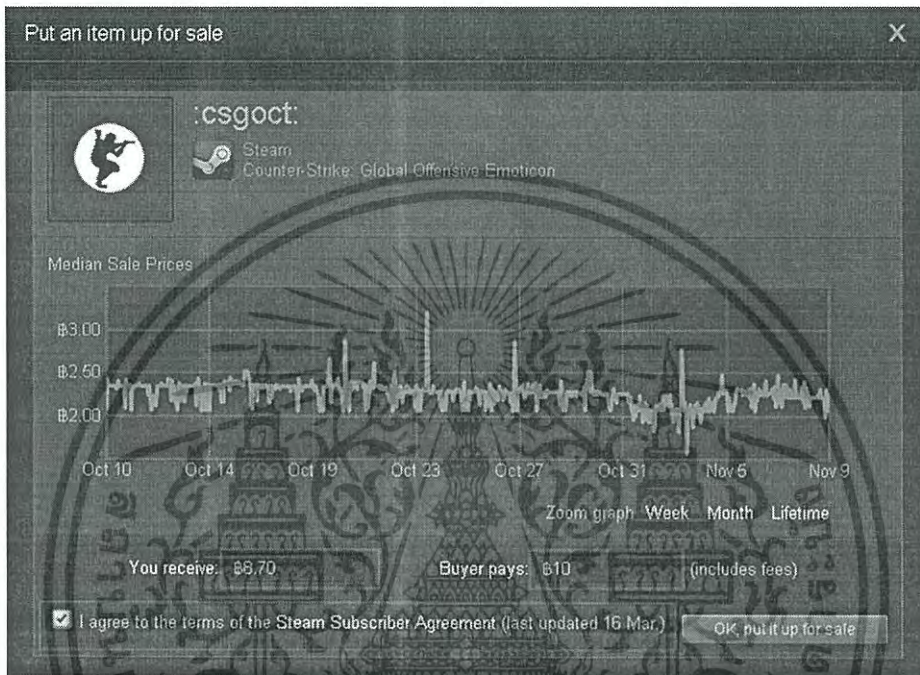 Put an item up for sale X
:csgoct:
Steam
Counter-Strike: Global Offensive Emoticon
Median Sale Prices
฿3.00
฿2.50
฿2.00
Oct 10 Oct 14 Oct 19 Oct 23 Oct 27 Oct 31 Nov 5 Nov 9
Zoom graph Week Month Lifetime
You receive: ฿8.70 Buyer pays: ฿10 (includes fees)
I agree to the terms of the Steam Subscriber Agreement (last updated 16 Mar.) OK, put it up for sale